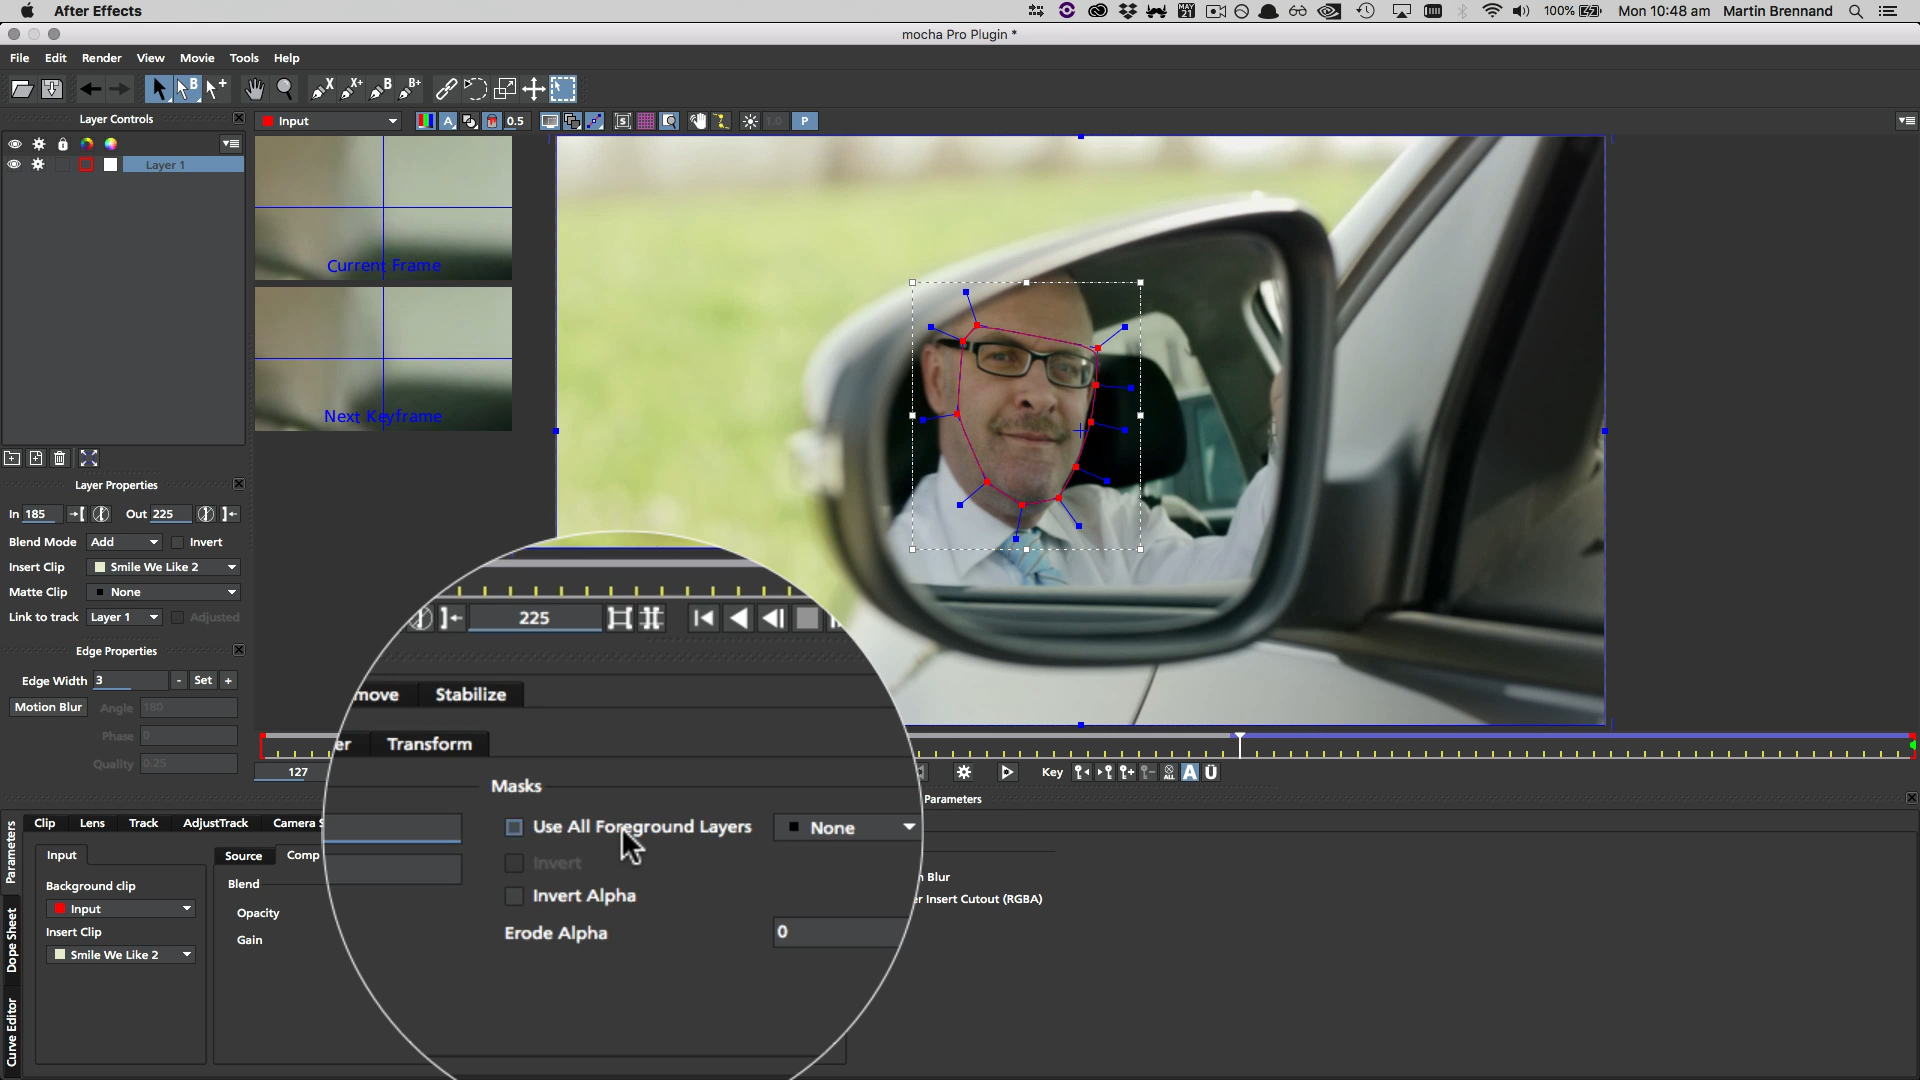 After Effects
MAY
21
100%
Mon 10:48 am
Martin Brennand
mocha Pro Plugin *
File Edit Render View Movie Tools Help
B + X X+ B B+
Layer Controls
Input
A
0.5
S
1.0
P
Layer 1
Current Frame
Next Keyframe
Layer Properties
In 185 Out 225
Blend Mode Add Invert
Insert Clip Smile We Like 2
Matte Clip None
Link to track Layer 1 Adjusted
Edge Properties
Edge Width 3 - Set +
Motion Blur Angle 180
Phase 0
Quality 0.25
225
move Stabilize
er Transform
Masks
Use All Foreground Layers None
Invert
Invert Alpha
Erode Alpha 0
127
Key
ALL
A
Parameters
Clip Lens Track AdjustTrack Camera S
Input
Source Comp
Background clip
Input
Insert Clip
Smile We Like 2
Blend
Opacity
Gain
n Blur
er Insert Cutout (RGBA)
Parameters
Dope Sheet
Curve Editor